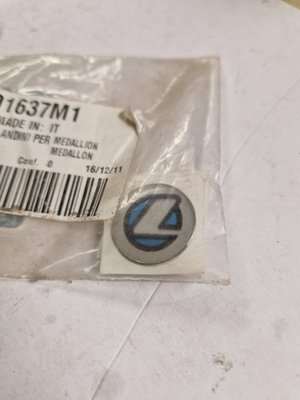 1637M1
MADE IN: IT
LANDINI PER MEDALLION
MEDALLON
Conf. 0
16/12/11
L